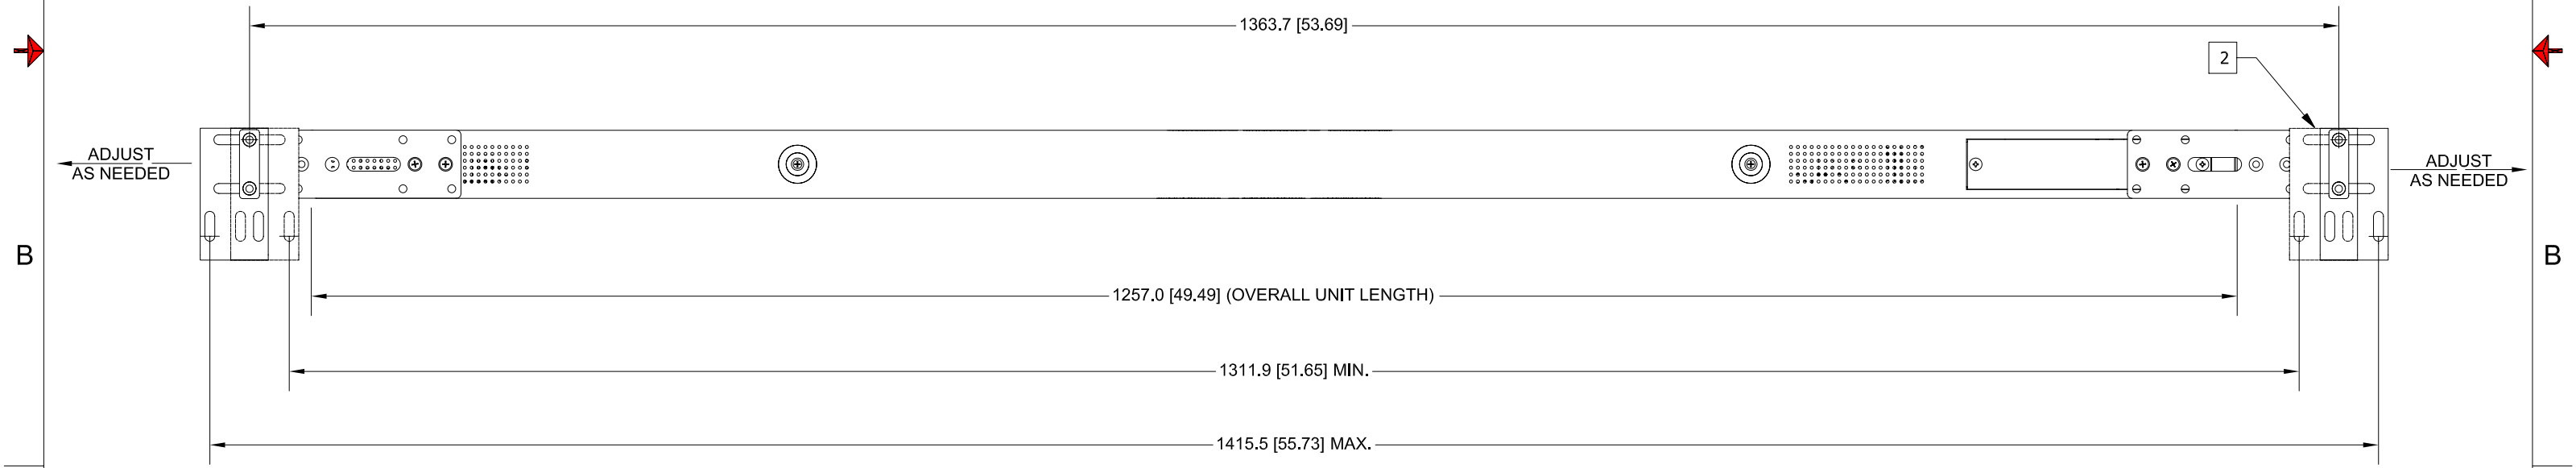 1363.7 [53.69]
2
ADJUST
AS NEEDED
ADJUST
AS NEEDED
B
B
1257.0 [49.49] (OVERALL UNIT LENGTH)
1311.9 [51.65] MIN.
1415.5 [55.73] MAX.